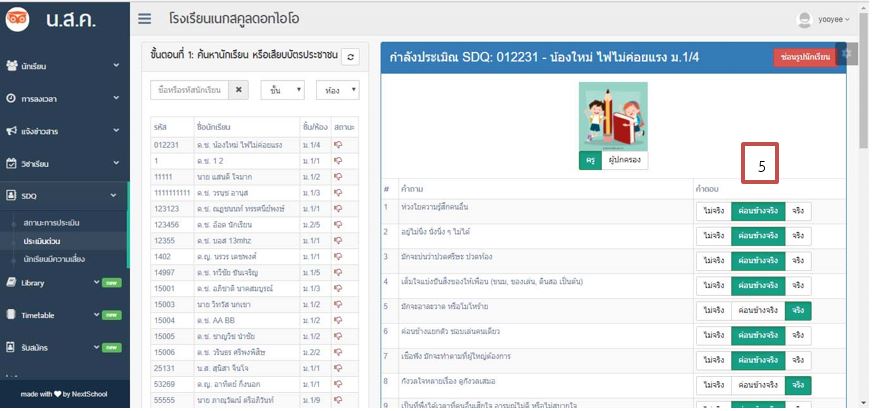 น.ส.ค.
โรงเรียนเนกสคูลดอทไอโอ
yooyee
นักเรียน
การลงเวลา
แจ้งข่าวสาร
วิชาเรียน
SDQ
สถานะการประเมิน
ประเมินด่วน
นักเรียนมีความเสี่ยง
Library new
Timetable new
รับสมัคร new
made with by NextSchool
ขั้นตอนที่ 1: ค้นหานักเรียน หรือเสียบบัตรประชาชน
ชื่อหรือรหัสนักเรียน ชั้น ห้อง
รหัส ชื่อนักเรียน ชั้น/ห้อง สถานะ
012231 ด.ช. น้องใหม่ ไฟไม่ค่อยแรง ม.1/4
1 ด.ช. 1 2 ม.1/1
11111 นาย แสนดี ใจมาก ม.1/2
1111111111 ด.ช. วรนุช อานุส ม.1/3
123123 ด.ช. ณฏฐนนท์ ทรรศนีย์พงษ์ ม.1/1
123456 ด.ช. อ๊อด นักเรียน ม.2/5
12355 ด.ช. บอส 13mhz ม.1/1
1402 ด.ญ. นรวร เดชพงศ์ ม.1/1
14997 ด.ช. ทวีชัย ขันเจริญ ม.1/5
15001 ด.ช. อภิชาติ นาคสมบูรณ์ ม.1/3
15003 นาย วิทวัส นกเขา ม.1/2
15004 ด.ช. AA BB ม.1/2
15005 ด.ช. ชาญวิช ป่าชัย ม.1/2
15006 ด.ช. วรินธร ศรีพงพิสิษ ม.2/2
25131 น.ส. สุนิสา จีนใจ ม.1/1
53269 ด.ญ. อาทิตย์ กิ่งนอก ม.1/1
55555 นาย ภาณุวัฒน์ ตรีอภิวันท์ ม.1/9
กำลังประเมิน SDQ: 012231 - น้องใหม่ ไฟไม่ค่อยแรง ม.1/4
ซ่อนรูปนักเรียน
ครู ผู้ปกครอง
5
# คำถาม คำตอบ
1 ห่วงใยความรู้สึกคนอื่น ไม่จริง ค่อนข้างจริง จริง
2 อยู่ไม่นิ่ง นั่งนิ่ง ๆ ไม่ได้ ไม่จริง ค่อนข้างจริง จริง
3 มักจะบ่นว่าปวดศรีษะ ปวดท้อง ไม่จริง ค่อนข้างจริง จริง
4 เต็มใจแบ่งปันสิ่งของให้เพื่อน (ขนม, ของเล่น, ดินสอ เป็นต้น) ไม่จริง ค่อนข้างจริง จริง
5 มักจะอาละวาด หรือโมโหร้าย ไม่จริง ค่อนข้างจริง จริง
6 ค่อนข้างแยกตัว ชอบเล่นคนเดียว ไม่จริง ค่อนข้างจริง จริง
7 เชื่อฟัง มักจะทำตามที่ผู้ใหญ่ต้องการ ไม่จริง ค่อนข้างจริง จริง
8 กังวลใจหลายเรื่อง ดูกังวลเสมอ ไม่จริง ค่อนข้างจริง จริง
9 เป็นที่พึ่งได้เวลาที่คนอื่นเสียใจ อารมณ์ไม่ดี หรือไม่สบายใจ